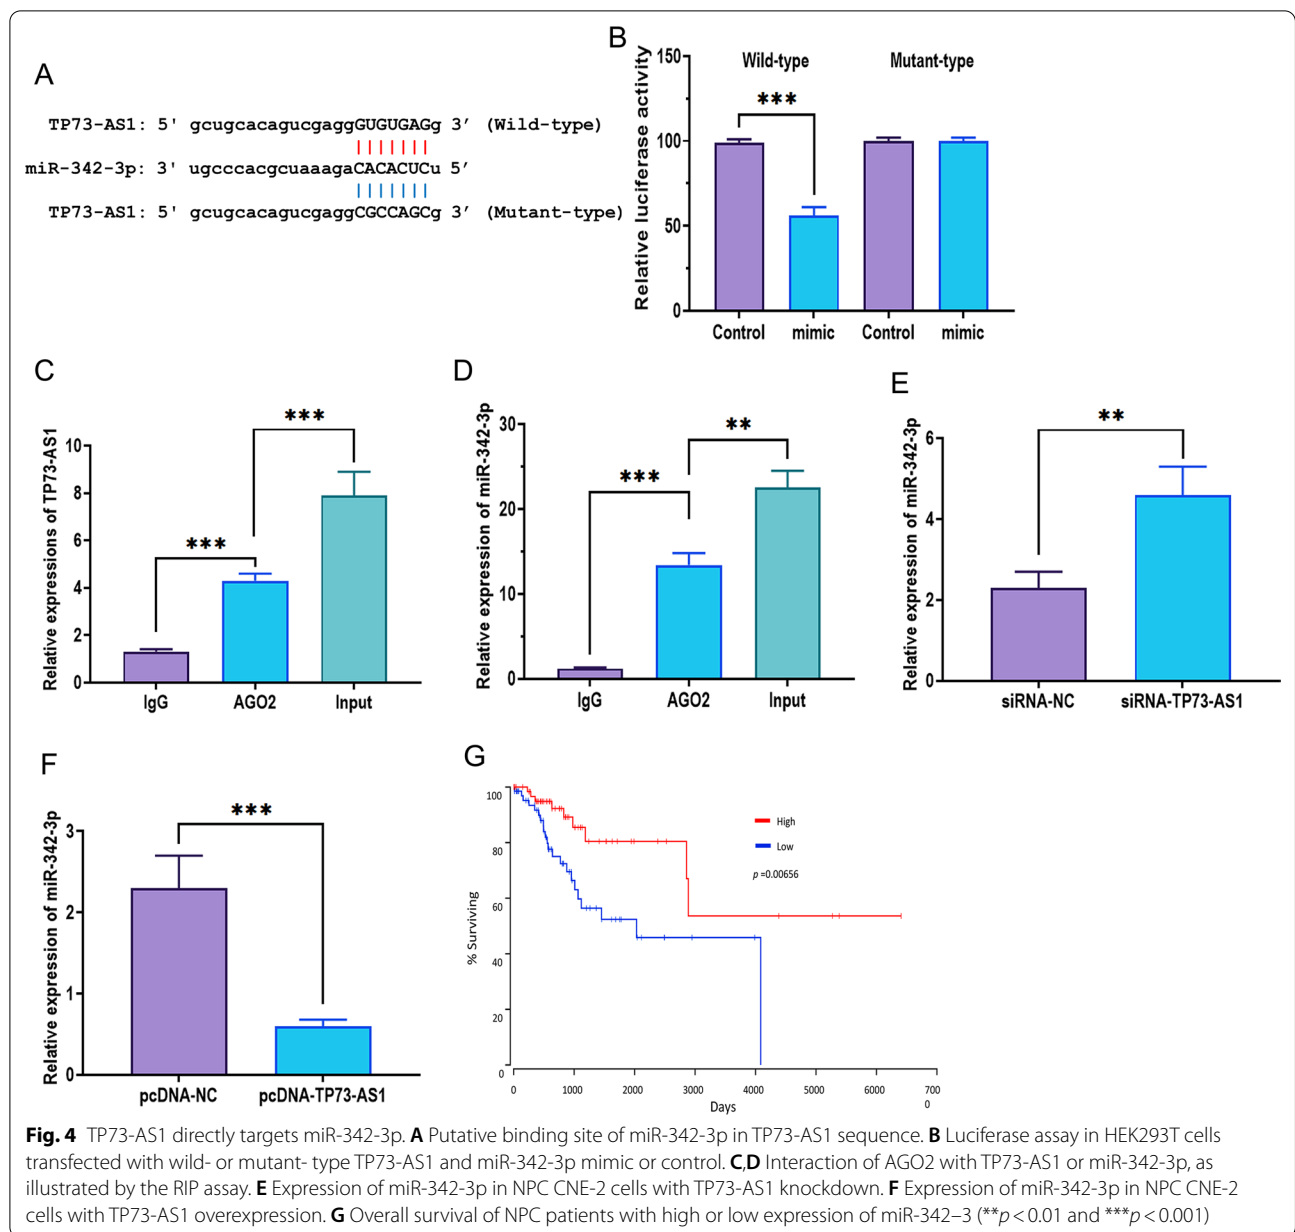 A
TP73-AS1: 5' gcugcacagucgaggGUGUGAGg 3' (Wild-type)
miR-342-3p: 3' ugcccacgcuaaagaCACACUCu 5'
TP73-AS1: 5' gcugcacagucgaggCGCCAGCg 3' (Mutant-type)
B
Relative luciferase activity
150
100
50
0
Wild-type
Mutant-type
***
Control
mimic
Control
mimic
C
Relative expressions of TP73-AS1
10
8
6
4
2
0
***
***
IgG
AGO2
Input
D
Relative expression of miR-342-3p
30
20
10
0
***
**
IgG
AGO2
Input
E
Relative expression of miR-342-3p
6
4
2
0
**
siRNA-NC
siRNA-TP73-AS1
F
Relative expression of miR-342-3p
3
2
1
0
***
pcDNA-NC
pcDNA-TP73-AS1
G
% Surviving
100
80
60
40
20
0
High
Low
p =0.00656
0
1000
2000
3000
4000
5000
6000
700
0
Days
Fig. 4 TP73-AS1 directly targets miR-342-3p. A Putative binding site of miR-342-3p in TP73-AS1 sequence. B Luciferase assay in HEK293T cells
transfected with wild- or mutant- type TP73-AS1 and miR-342-3p mimic or control. C,D Interaction of AGO2 with TP73-AS1 or miR-342-3p, as
illustrated by the RIP assay. E Expression of miR-342-3p in NPC CNE-2 cells with TP73-AS1 knockdown. F Expression of miR-342-3p in NPC CNE-2
cells with TP73-AS1 overexpression. G Overall survival of NPC patients with high or low expression of miR-342–3 (**p < 0.01 and ***p < 0.001)